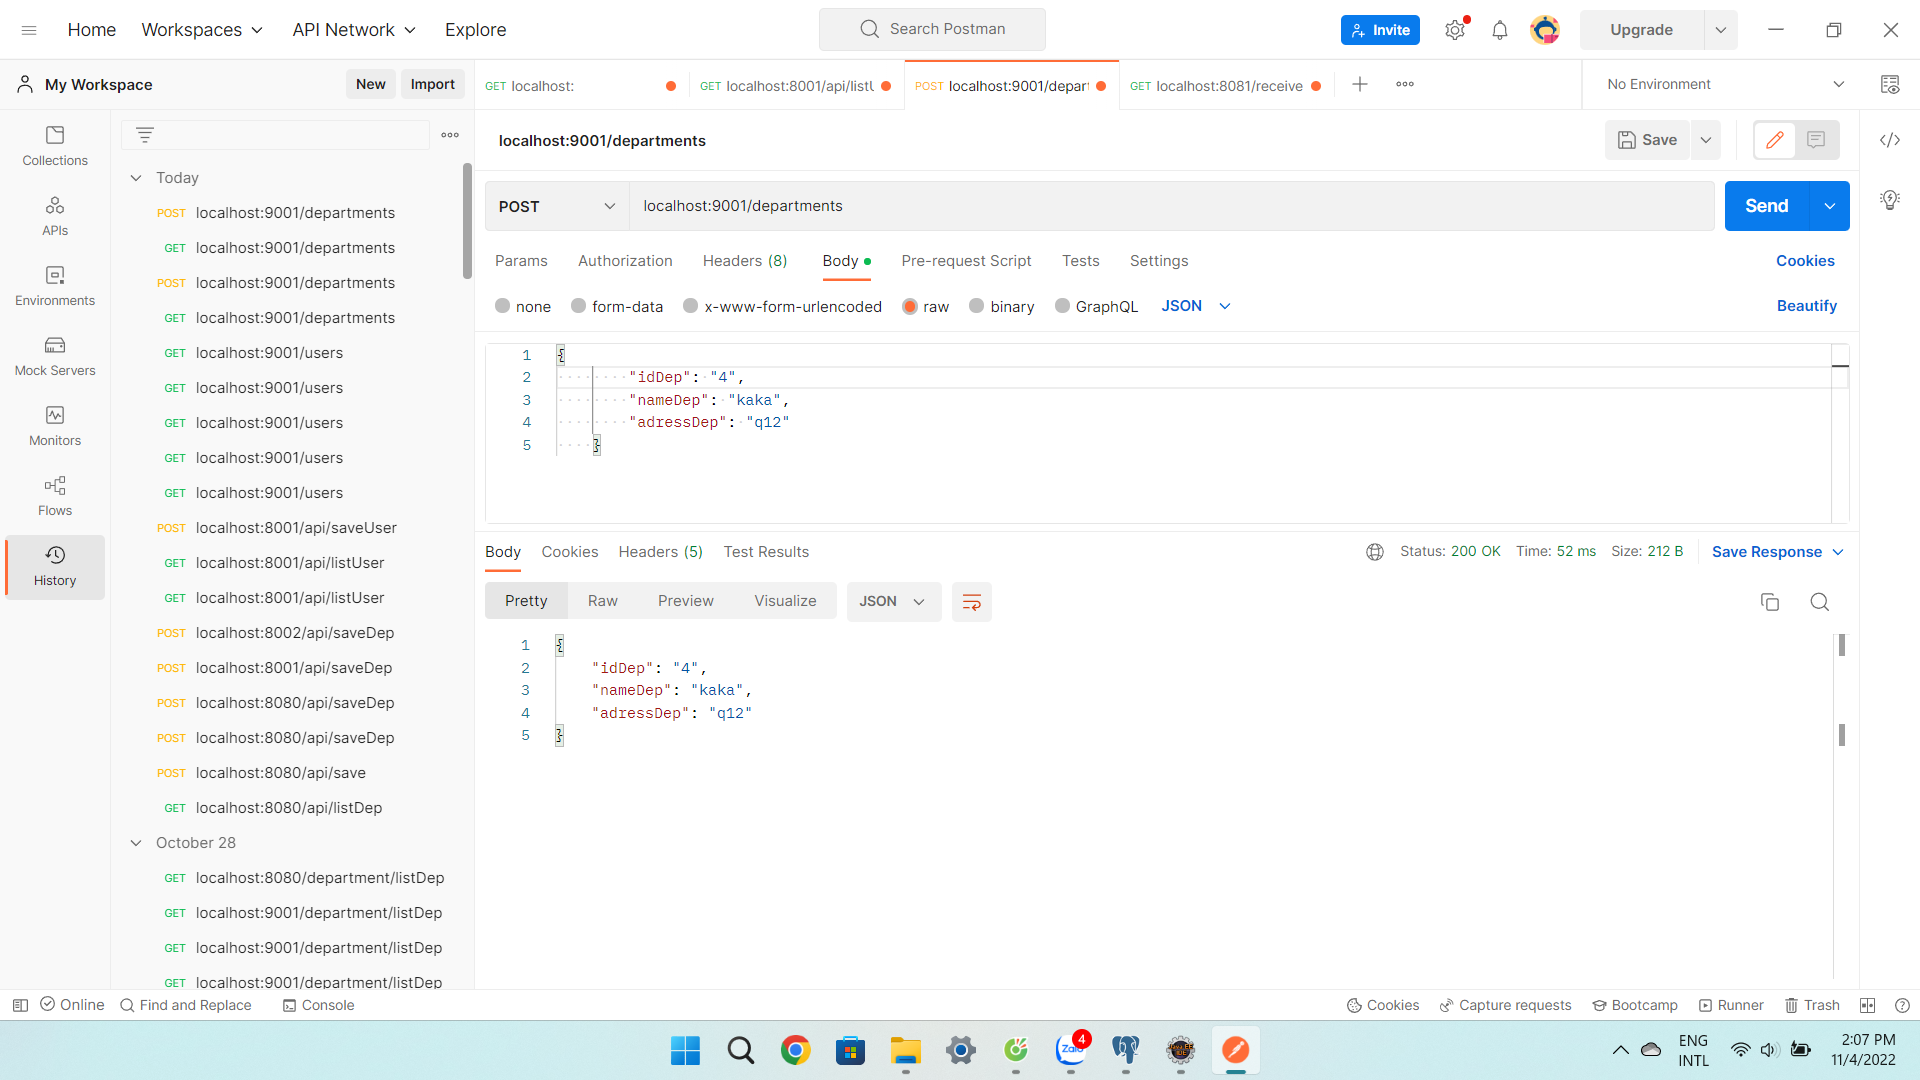 Home
Workspaces
API Network
Explore
Search Postman
Invite
Upgrade
My Workspace
New
Import
GET localhost:
GET localhost:8001/api/listU
POST localhost:9001/depart
GET localhost:8081/receive
No Environment
Collections
APIs
Environments
Mock Servers
Monitors
Flows
History
Today
POST localhost:9001/departments
GET localhost:9001/departments
POST localhost:9001/departments
GET localhost:9001/departments
GET localhost:9001/users
GET localhost:9001/users
GET localhost:9001/users
GET localhost:9001/users
GET localhost:9001/users
POST localhost:8001/api/saveUser
GET localhost:8001/api/listUser
GET localhost:8001/api/listUser
POST localhost:8002/api/saveDep
POST localhost:8001/api/saveDep
POST localhost:8080/api/saveDep
POST localhost:8080/api/saveDep
POST localhost:8080/api/save
GET localhost:8080/api/listDep
October 28
GET localhost:8080/department/listDep
GET localhost:9001/department/listDep
GET localhost:9001/department/listDep
GET localhost:9001/department/listDep
localhost:9001/departments
Save
POST
localhost:9001/departments
Send
Params
Authorization
Headers (8)
Body
Pre-request Script
Tests
Settings
Cookies
none
form-data
x-www-form-urlencoded
raw
binary
GraphQL
JSON
Beautify
1 {
2 "idDep": "4",
3 "nameDep": "kaka",
4 "adressDep": "q12"
5 }
Body
Cookies
Headers (5)
Test Results
Status: 200 OK
Time: 52 ms
Size: 212 B
Save Response
Pretty
Raw
Preview
Visualize
JSON
1 {
2 "idDep": "4",
3 "nameDep": "kaka",
4 "adressDep": "q12"
5 }
Online
Find and Replace
Console
Cookies
Capture requests
Bootcamp
Runner
Trash
Zalo
4
ENG
INTL
2:07 PM
11/4/2022